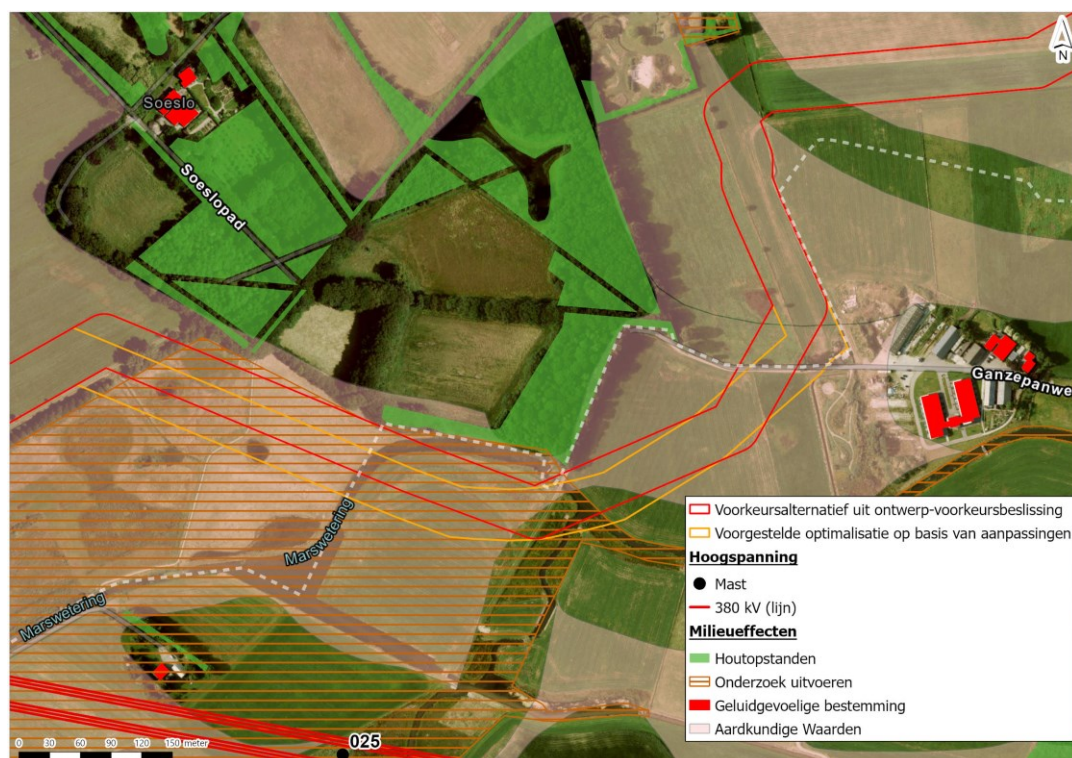 N
Soeslo
Soeslopad
Ganzepanwe
Marswetering
Marswetering
025
0 30 60 90 120 150 meter
Voorkeursalternatief uit ontwerp-voorkeursbeslissing
Voorgestelde optimalisatie op basis van aanpassingen
Hoogspanning
Mast
380 kV (lijn)
Milieueffecten
Houtopstanden
Onderzoek uitvoeren
Geluidgevoelige bestemming
Aardkundige Waarden